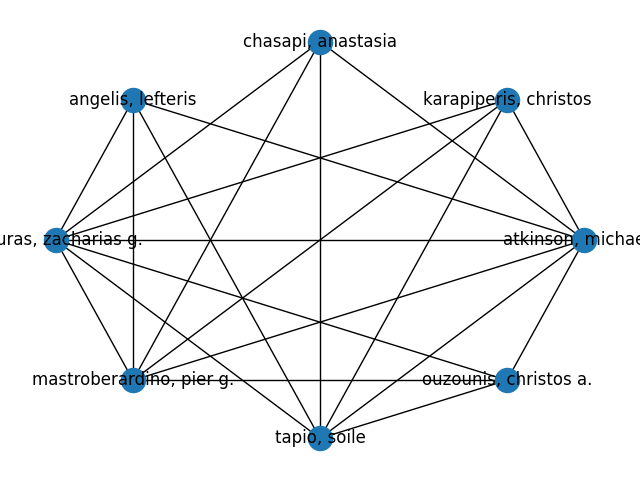 chasapi, anastasia
angelis, lefteris
karapiperis, christos
uras, zacharias g.
atkinson, michae
mastroberardino, pier g.
ouzounis, christos a.
tapio, soile